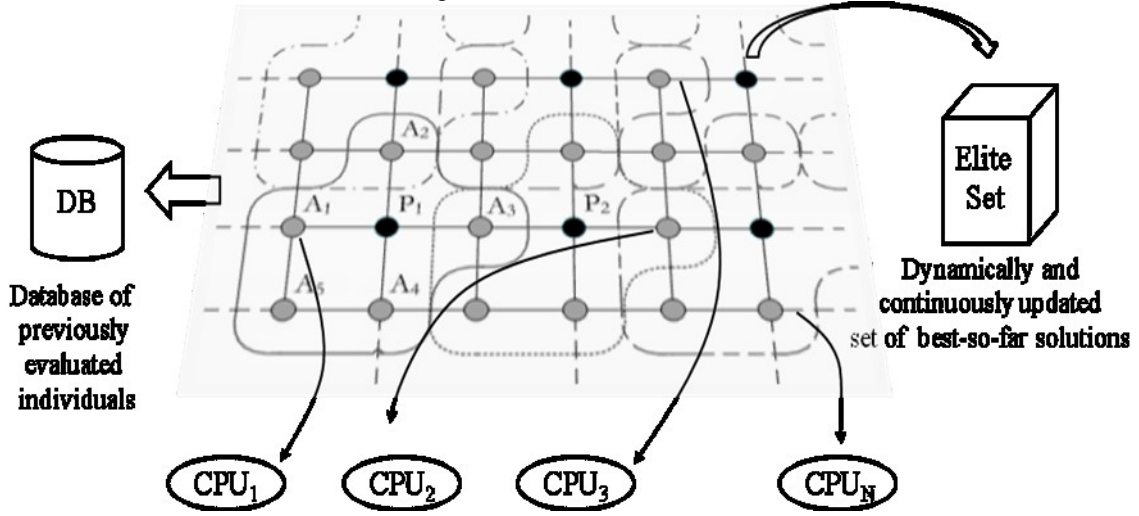 A₂
A₁
P₁
A₃
P₂
A₅
A₄
DB
Database of
previously
evaluated
individuals
Elite
Set
Dynamically and
continuously updated
set of best-so-far solutions
CPU₁
CPU₂
CPU₃
CPU_N